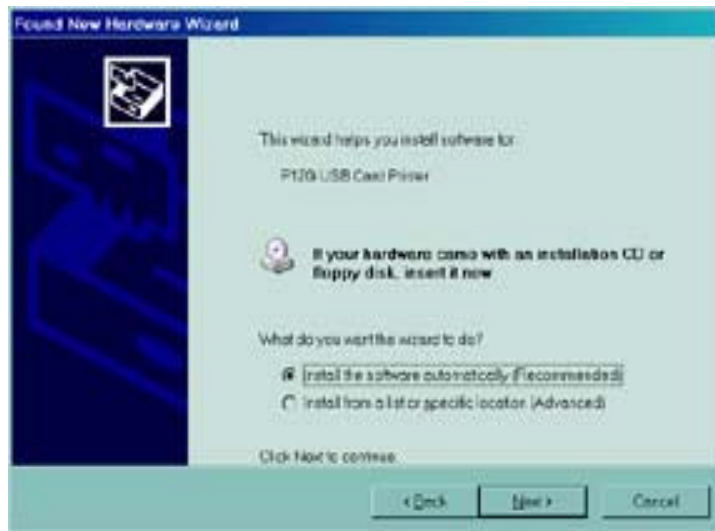 Found New Hardware Wizard
This wizard helps you install software for:
P120i USB Card Printer
If your hardware came with an installation CD or
floppy disk, insert it now
What do you want the wizard to do?
Install the software automatically (Recommended)
Install from a list or specific location (Advanced)
Click Next to continue.
< Back
Next >
Cancel